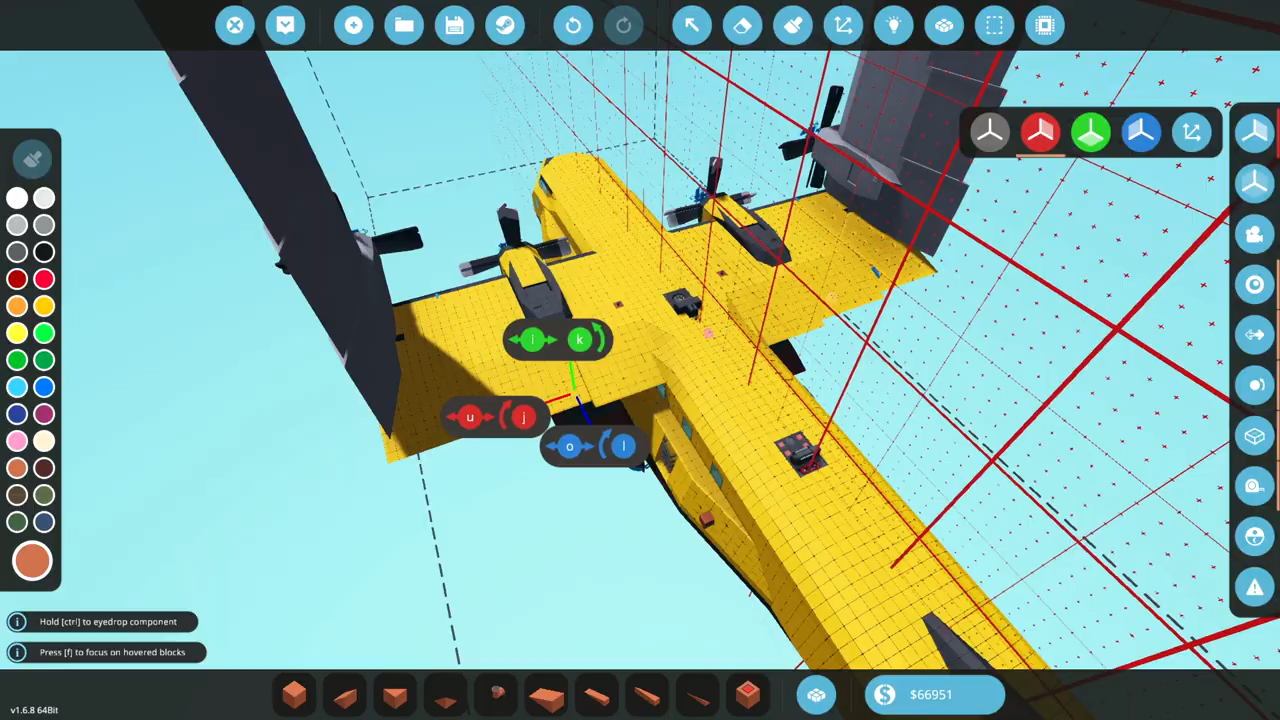 i k
u j
o l
Hold [ctrl] to eyedrop component
Press [f] to focus on hovered blocks
$66951
v1.6.8 64Bit